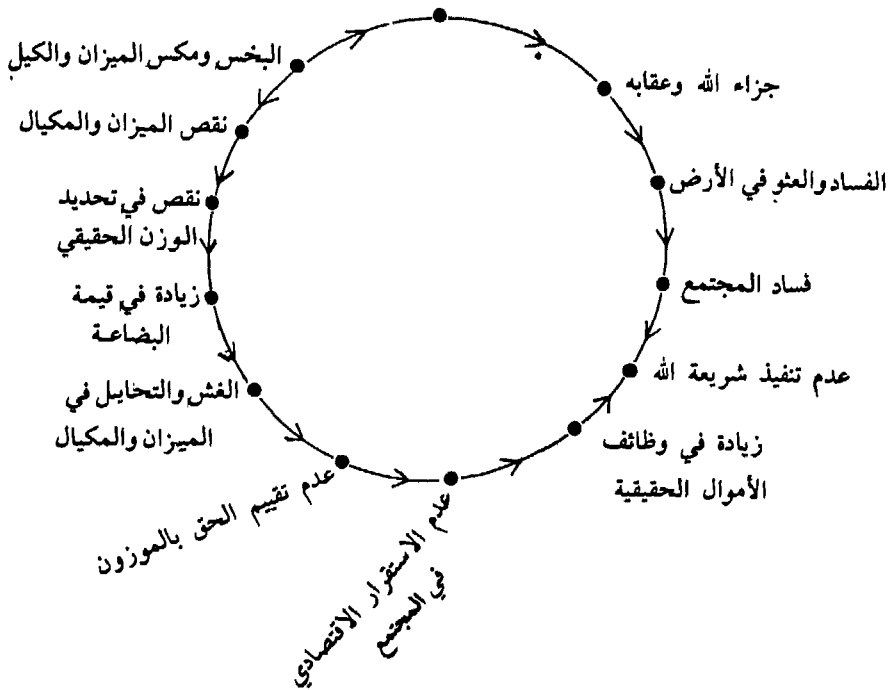 البخس ومكس الميزان والكيل
نقص الميزان والمكيال
نقص في تحديد
الوزن الحقيقي
زيادة في قيمة
البضاعة
الغش والتحايل في
الميزان والمكيال
عدم تقييم الحق بالموزون
عدم الاستقرار الاقتصادي
في المجتمع
جزاء الله وعقابه
الفساد والعثو في الأرض
فساد المجتمع
عدم تنفيذ شريعة الله
زيادة في وظائف
الأموال الحقيقية